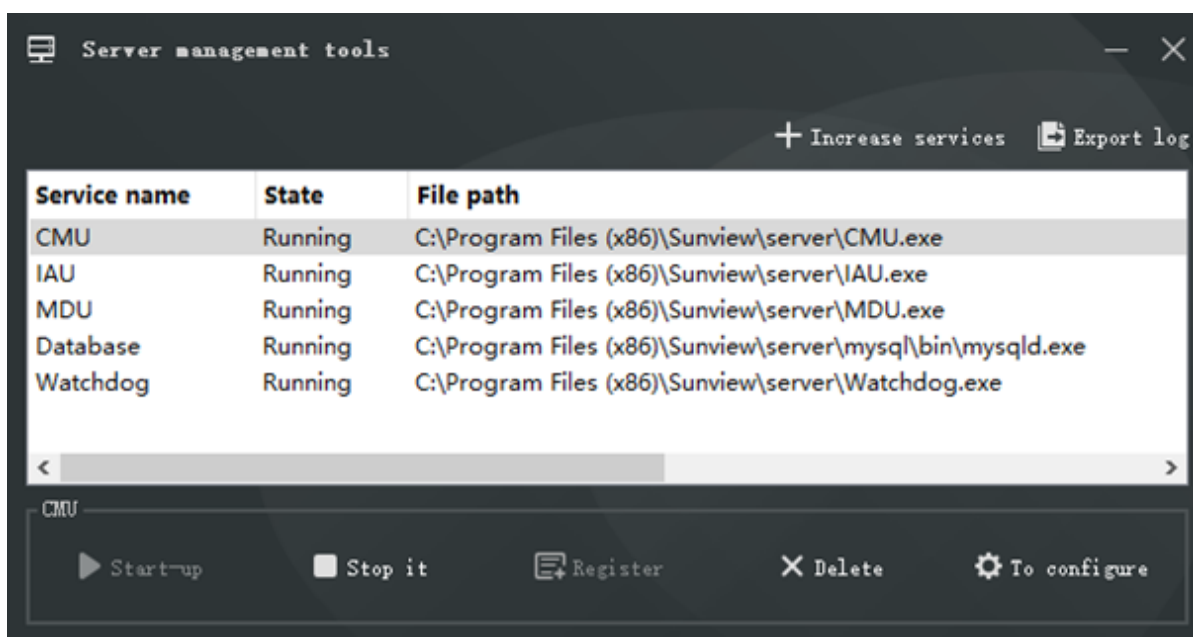 Server management tools
Increase services Export log
Service name State File path
CMU Running C:\Program Files (x86)\Sunview\server\CMU.exe
IAU Running C:\Program Files (x86)\Sunview\server\IAU.exe
MDU Running C:\Program Files (x86)\Sunview\server\MDU.exe
Database Running C:\Program Files (x86)\Sunview\server\mysql\bin\mysqld.exe
Watchdog Running C:\Program Files (x86)\Sunview\server\Watchdog.exe
CMU
Start-up Stop it Register Delete To configure